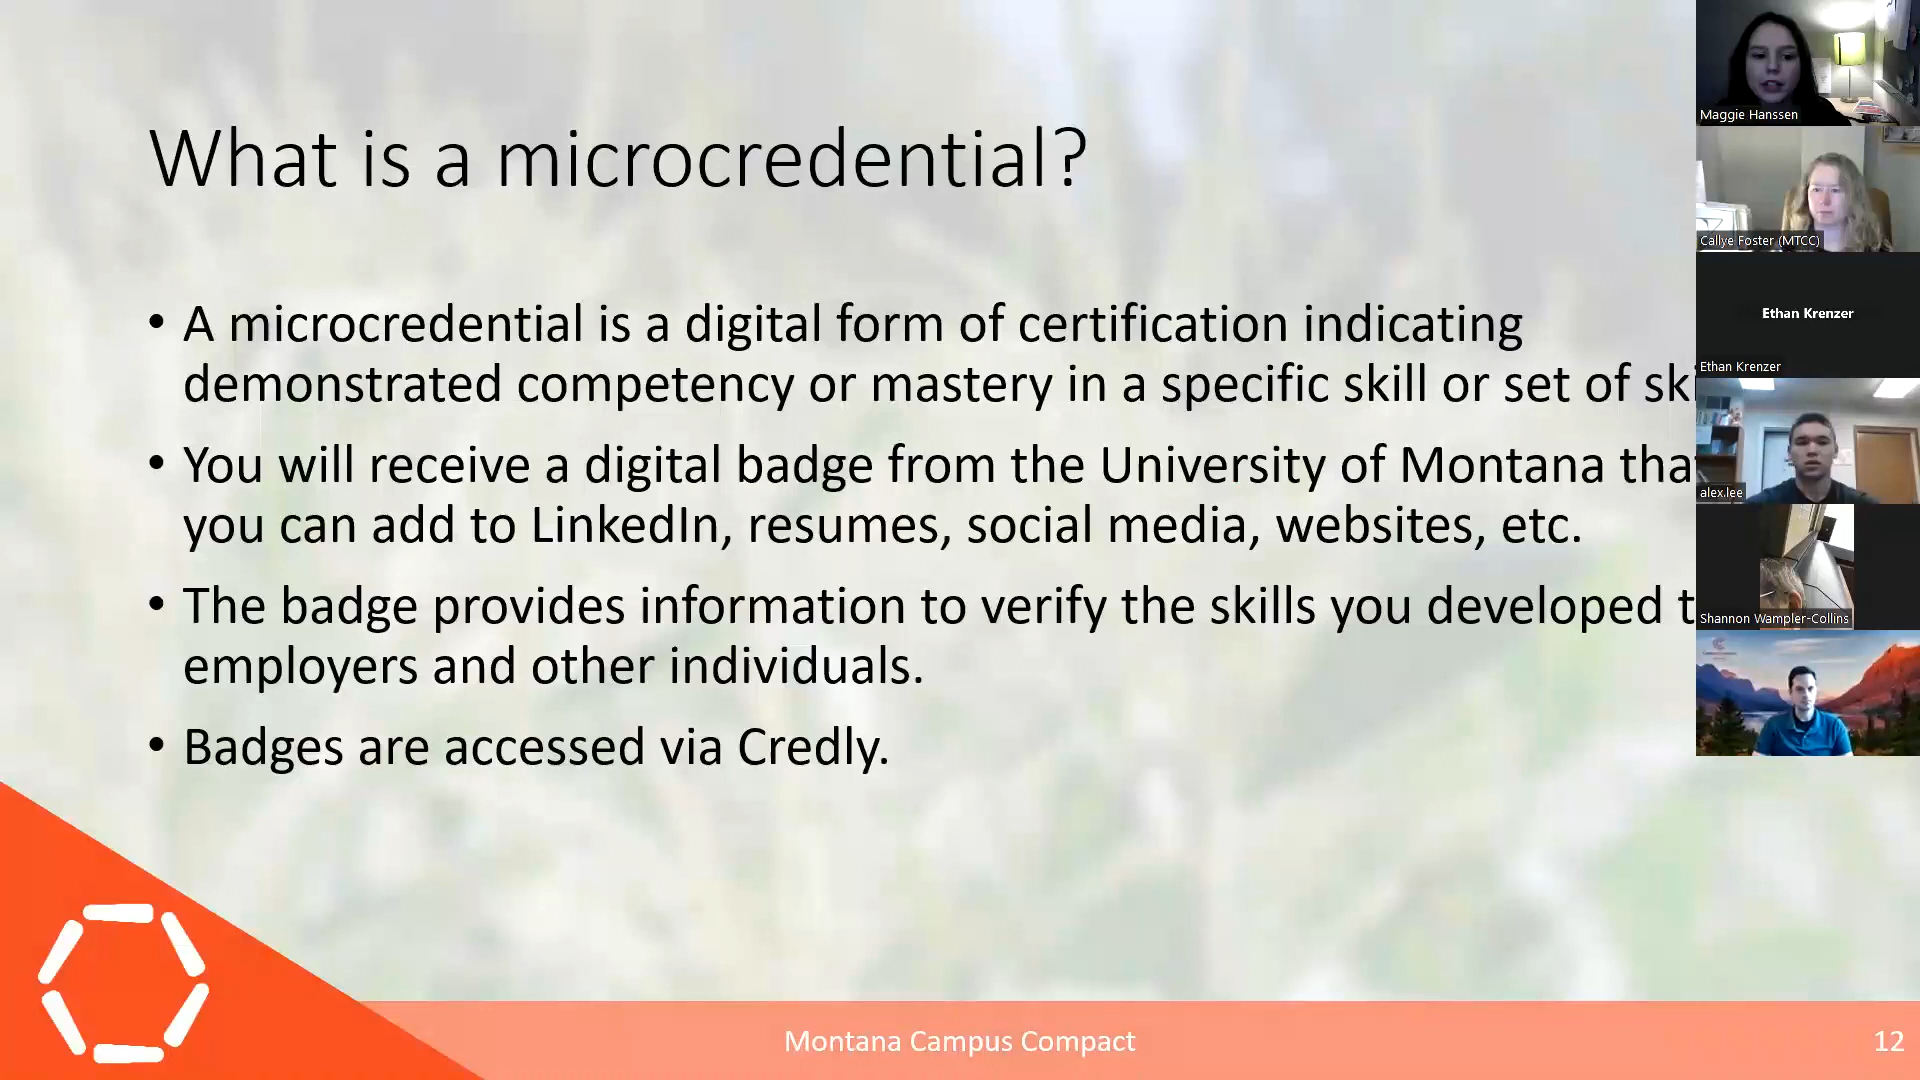 What is a microcredential?
• A microcredential is a digital form of certification indicating
demonstrated competency or mastery in a specific skill or set of
• You will receive a digital badge from the University of Montana
you can add to LinkedIn, resumes, social media, websites, etc.
• The badge provides information to verify the skills you developed
employers and other individuals.
• Badges are accessed via Credly.
Montana Campus Compact
12
Maggie Hanssen
Callye Foster (MTCC)
Ethan Krenzer
Ethan Krenzer
alex.lee
Shannon Wampler-Collins